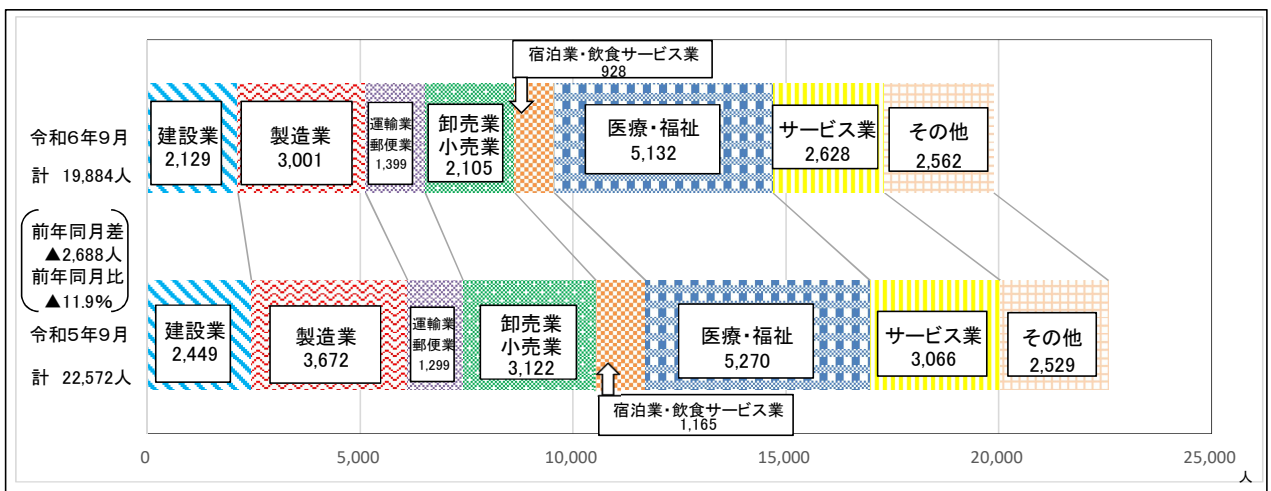 宿泊業・飲食サービス業
928
令和6年9月
計 19,884人
建設業
2,129
製造業
3,001
運輸業
郵便業
1,399
卸売業
小売業
2,105
医療・福祉
5,132
サービス業
2,628
その他
2,562
前年同月差
▲2,688人
前年同月比
▲11.9%
令和5年9月
計 22,572人
建設業
2,449
製造業
3,672
運輸業
郵便業
1,299
卸売業
小売業
3,122
医療・福祉
5,270
サービス業
3,066
その他
2,529
宿泊業・飲食サービス業
1,165
0 5,000 10,000 15,000 20,000 25,000
人